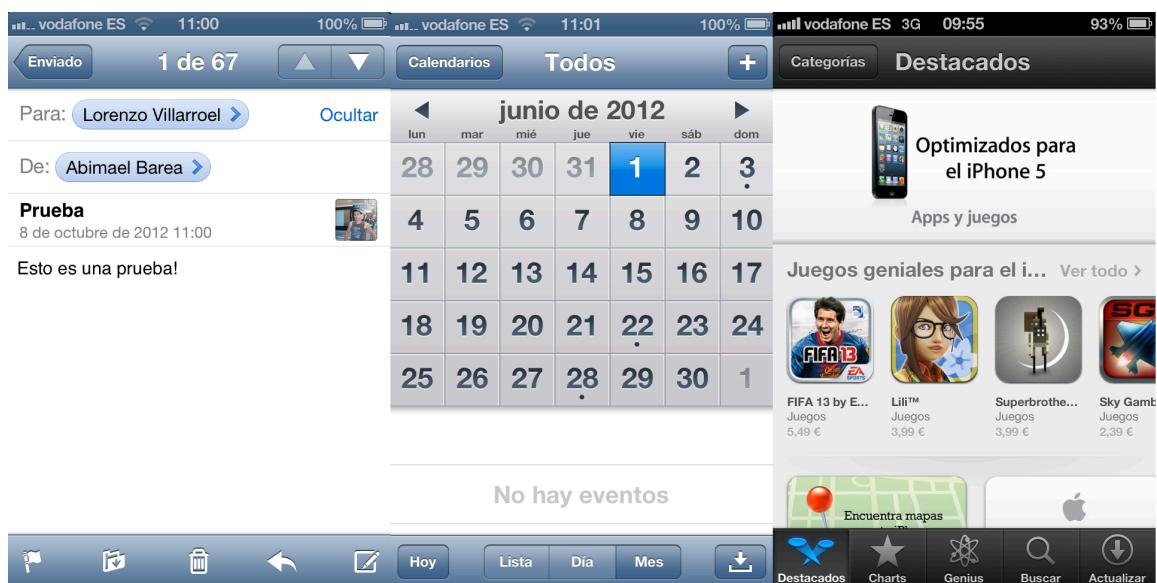 vodafone ES 11:00 100%
Enviado 1 de 67
Para: Lorenzo Villarroel Ocultar
De: Abimael Barea
Prueba
8 de octubre de 2012 11:00
Esto es una prueba!
vodafone ES 11:01 100%
Calendarios Todos +
junio de 2012
lun mar mié jue vie sáb dom
28 29 30 31 1 2 3
4 5 6 7 8 9 10
11 12 13 14 15 16 17
18 19 20 21 22 23 24
25 26 27 28 29 30 1
No hay eventos
Hoy Lista Día Mes
vodafone ES 3G 09:55 93%
Categorías Destacados
Optimizados para
el iPhone 5
Apps y juegos
Juegos geniales para el i... Ver todo
FIFA 13
EA
SPORTS
SG
FIFA 13 by E... Lili™ Superbrothe... Sky Gamb
Juegos Juegos Juegos Juegos
5,49 € 3,99 € 3,99 € 2,39 €
Encuentra mapas
Destacados Charts Genius Buscar Actualizar